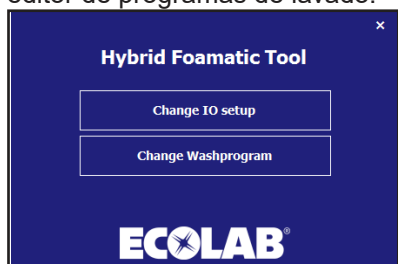 editor de programas de lavado.
×
Hybrid Foamatic Tool
Change IO setup
Change Washprogram
ECOLAB®